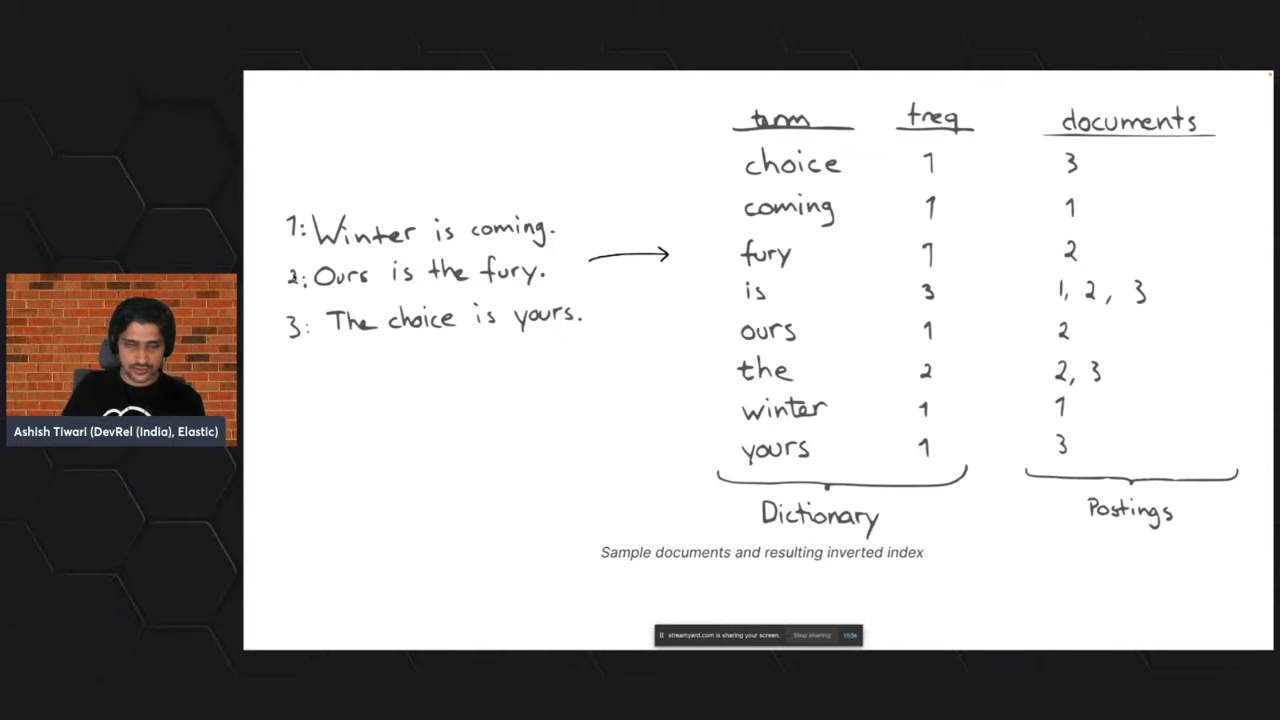 term freq documents
choice 1 3
coming 1 1
fury 1 2
is 3 1, 2, 3
ours 1 2
the 2 2, 3
winter 1 1
yours 1 3
Dictionary Postings
1: Winter is coming.
2: Ours is the fury.
3: The choice is yours.
Sample documents and resulting inverted index
Ashish Tiwari (DevRel (India), Elastic)
streamyard.com is sharing your screen. Stop sharing Hide